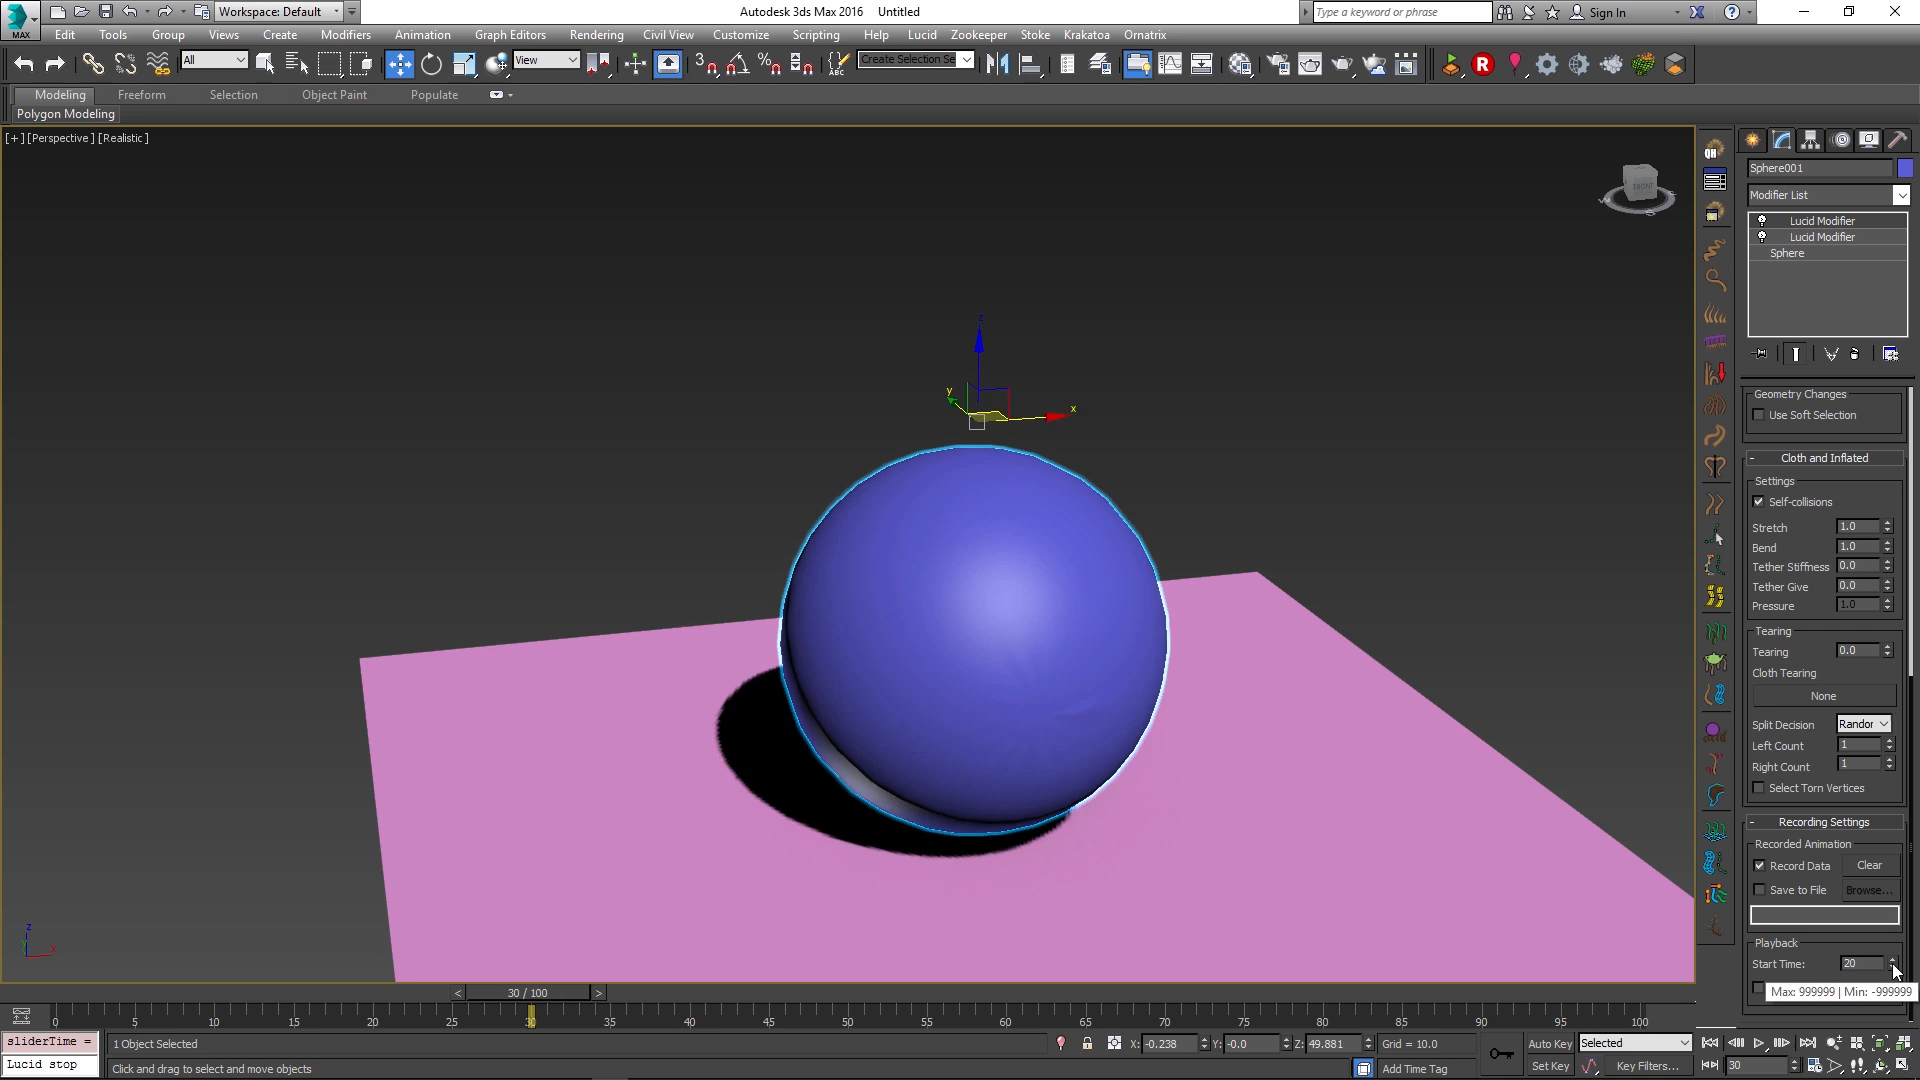 Workspace: Default
Autodesk 3ds Max 2016 Untitled
Type a keyword or phrase
Sign In
MAX
Edit Tools Group Views Create Modifiers Animation Graph Editors Rendering Civil View Customize Scripting Help Lucid Zookeeper Stoke Krakatoa Ornatrix
All
View
3
ABC
Create Selection Se
R
Modeling Freeform Selection Object Paint Populate
Polygon Modeling
[+] [Perspective] [Realistic]
FRONT
QH
Sphere001
Modifier List
Lucid Modifier
Lucid Modifier
Sphere
z
y
x
Geometry Changes
Use Soft Selection
- Cloth and Inflated
Settings
Self-collisions
Stretch 1.0
Bend 1.0
Tether Stiffness 0.0
Tether Give 0.0
Pressure 1.0
Tearing
Tearing 0.0
Cloth Tearing
None
Split Decision Randor
Left Count 1
Right Count 1
Select Torn Vertices
- Recording Settings
Recorded Animation
Record Data Clear
Save to File Browse...
Playback
Start Time: 20
Max: 999999 | Min: -999999
z
x
< 30 / 100 >
0 5 10 15 20 25 30 35 40 45 50 55 60 65 70 75 80 85 90 95 100
sliderTime =
1 Object Selected
X: -0.238 Y: -0.0 Z: 49.881 Grid = 10.0
Auto Key Selected
Lucid stop
Click and drag to select and move objects
Add Time Tag
Set Key Key Filters...
30